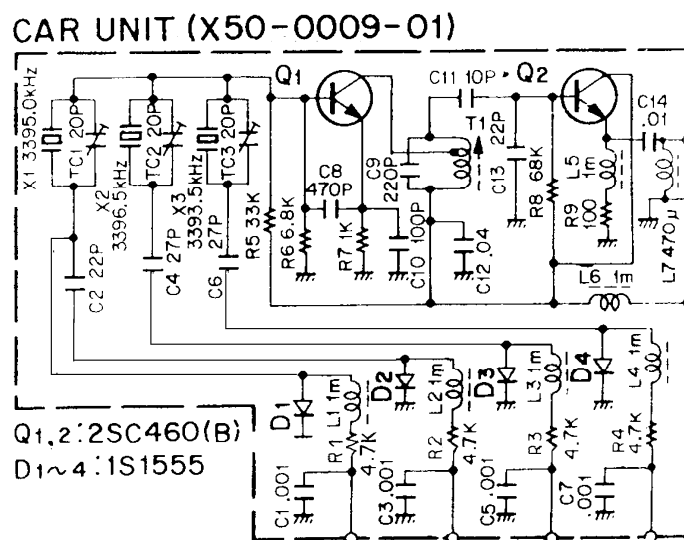 CAR UNIT (X50-0009-01)
X1 3395.0kHz
TC1 20P
X2 3396.5kHz
TC2 20P
X3 3393.5kHz
TC3 20P
C2 22P
C4 27P
C6 27P
R5 33K
R6 6.8K
Q1
C8 470P
R7 1K
C9 220P
C10 100P
C11 10P
T1
C12 .04
C13 22P
Q2
R8 68K
L5 1m
R9 100
C14 .01
L7 470μ
L6 1m
D1
L1 1m
R1 4.7K
D2
L2 1m
R2 4.7K
D3
L3 1m
R3 4.7K
D4
L4 1m
R4 4.7K
C1 .001
C3 .001
C5 .001
C7 .001
Q1,2:2SC460(B)
D1~4:1S1555